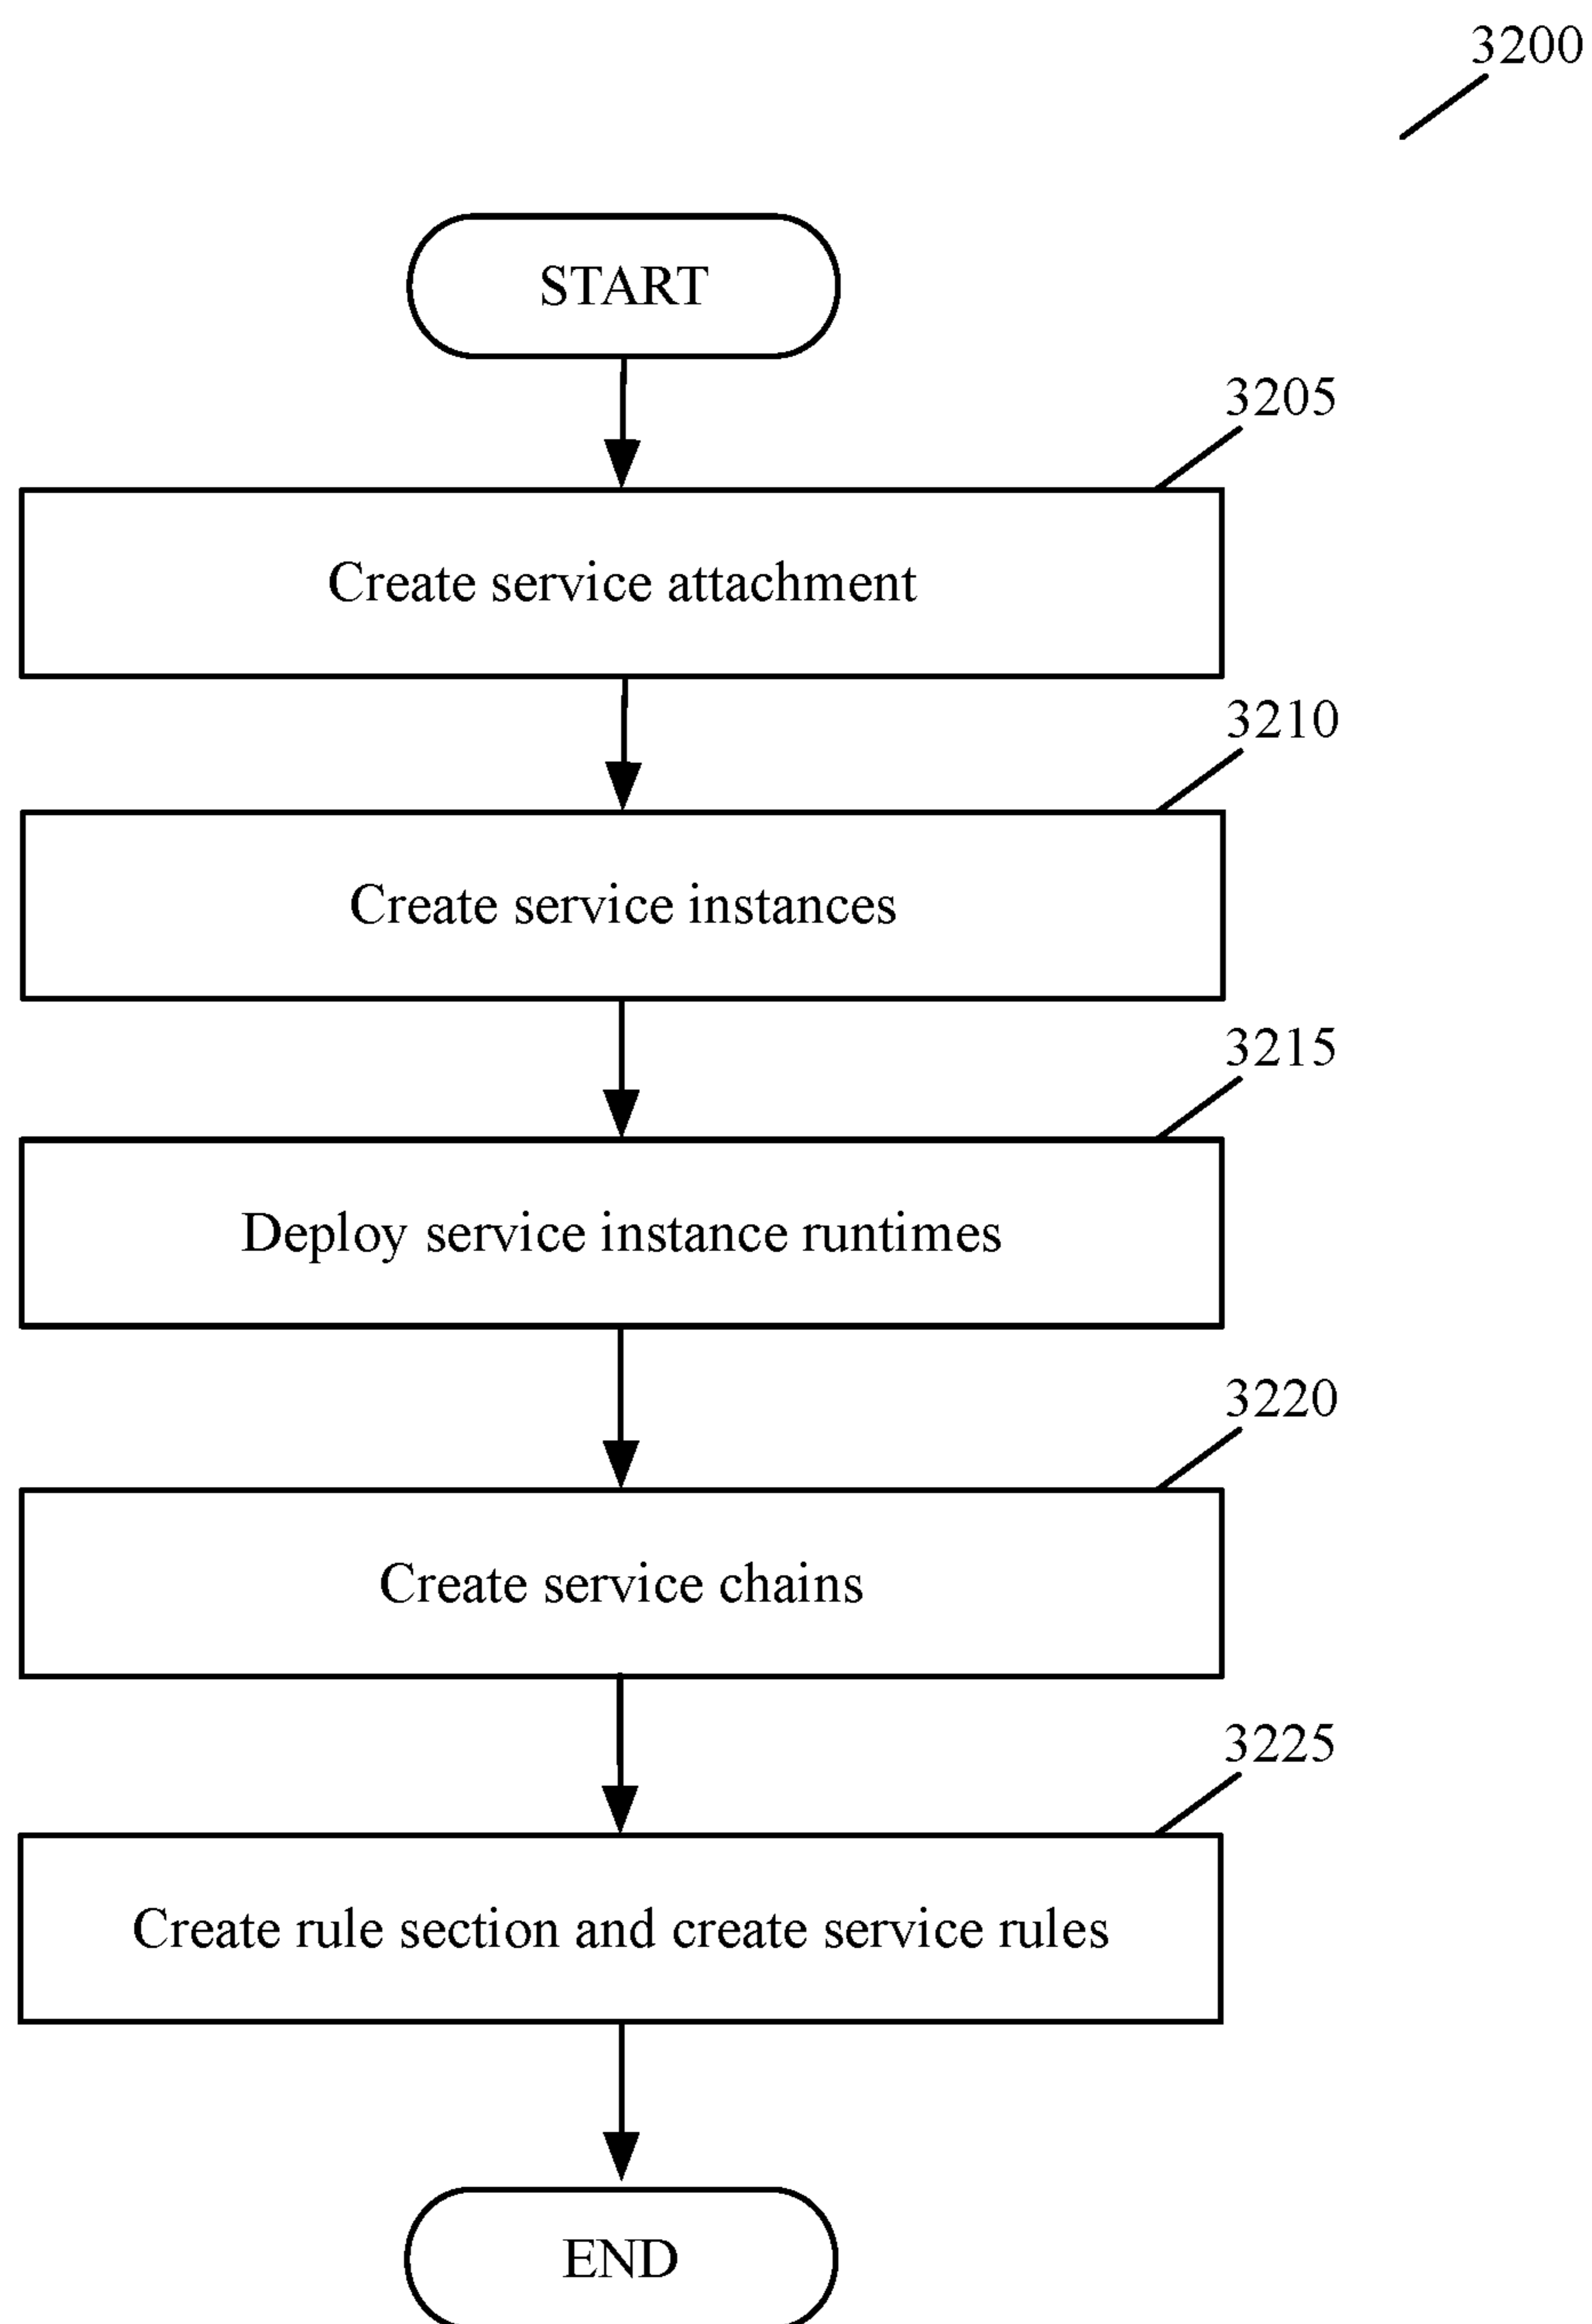 3200
START
3205
Create service attachment
3210
Create service instances
3215
Deploy service instance runtimes
3220
Create service chains
3225
Create rule section and create service rules
END